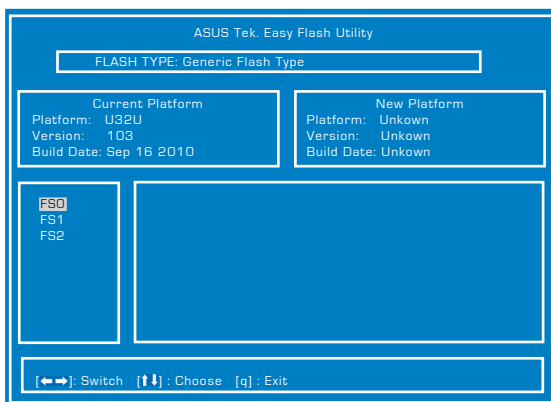 ASUS Tek. Easy Flash Utility
FLASH TYPE: Generic Flash Type
Current Platform
Platform: U32U
Version: 103
Build Date: Sep 16 2010
New Platform
Platform: Unkown
Version: Unkown
Build Date: Unkown
FS0
FS1
FS2
[←→]: Switch [↑↓] : Choose [q] : Exit